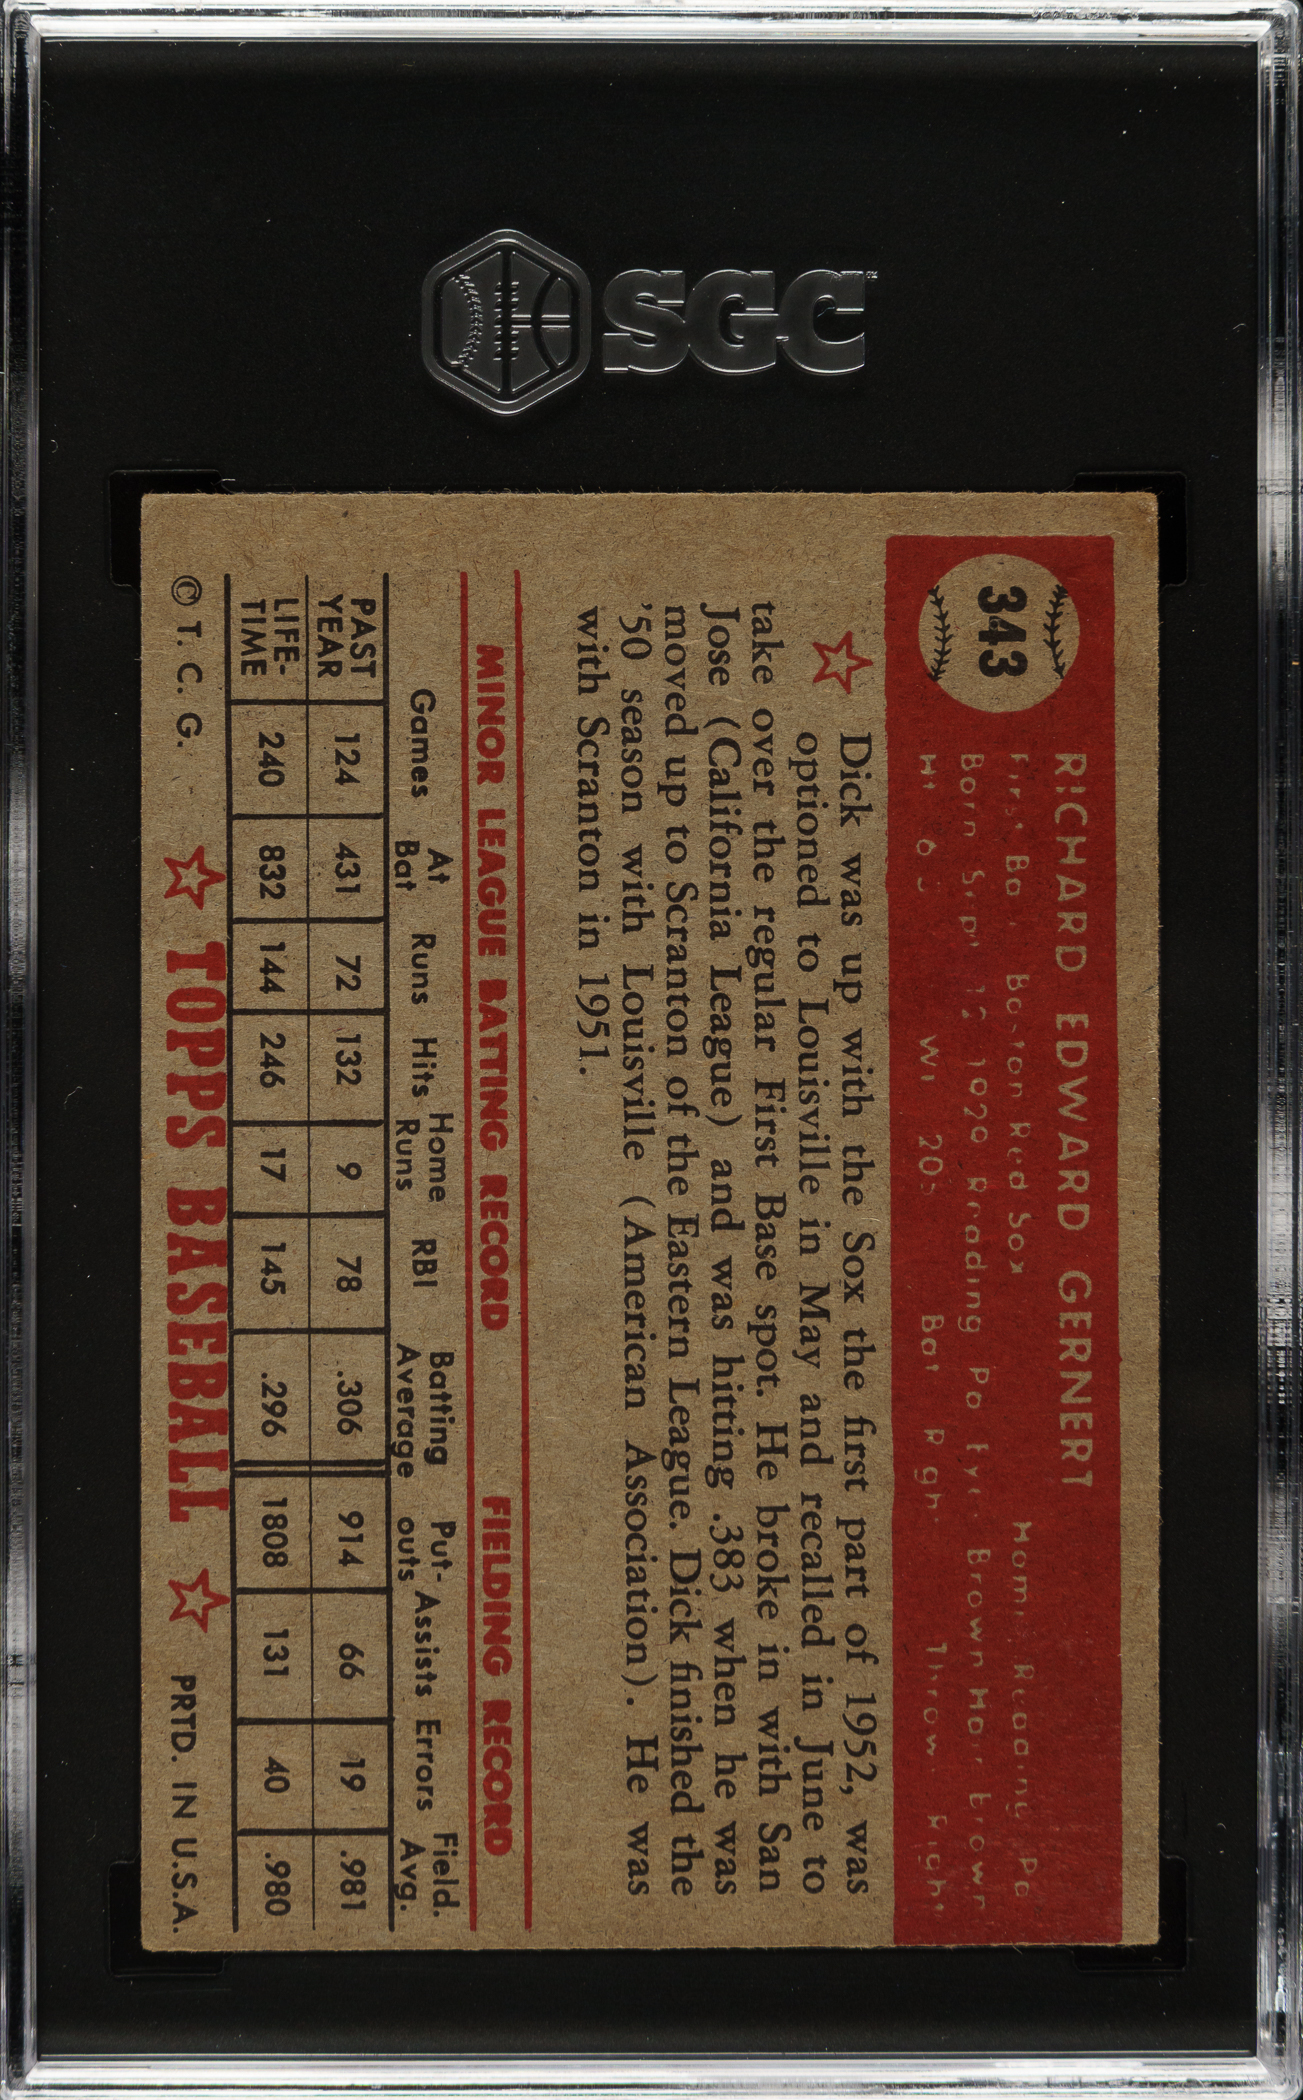 SGC
343
RICHARD EDWARD GERNERT
Boston Red Sox Reading Pa
Born 1929 Reading Pa Brown Hair Brown
Ht 6 Wt 205 Bat Right Throw Right
Dick was up with the Sox the first part of 1952, was
optioned to Louisville in May and recalled in June to
take over the regular First Base spot. He broke in with San
Jose (California League) and was hitting .383 when he was
moved up to Scranton of the Eastern League. Dick finished the
'50 season with Louisville (American Association). He was
with Scranton in 1951.
MINOR LEAGUE BATTING RECORD FIELDING RECORD
Games At Bat Runs Hits Home Runs RBI Batting Average Put-outs Assists Errors Field. Avg.
PAST YEAR 124 431 72 132 9 78 .306 914 66 19 .981
LIFE-TIME 240 832 144 246 17 145 .296 1808 131 40 .980
© T. C. G. TOPPS BASEBALL PRTD. IN U.S.A.